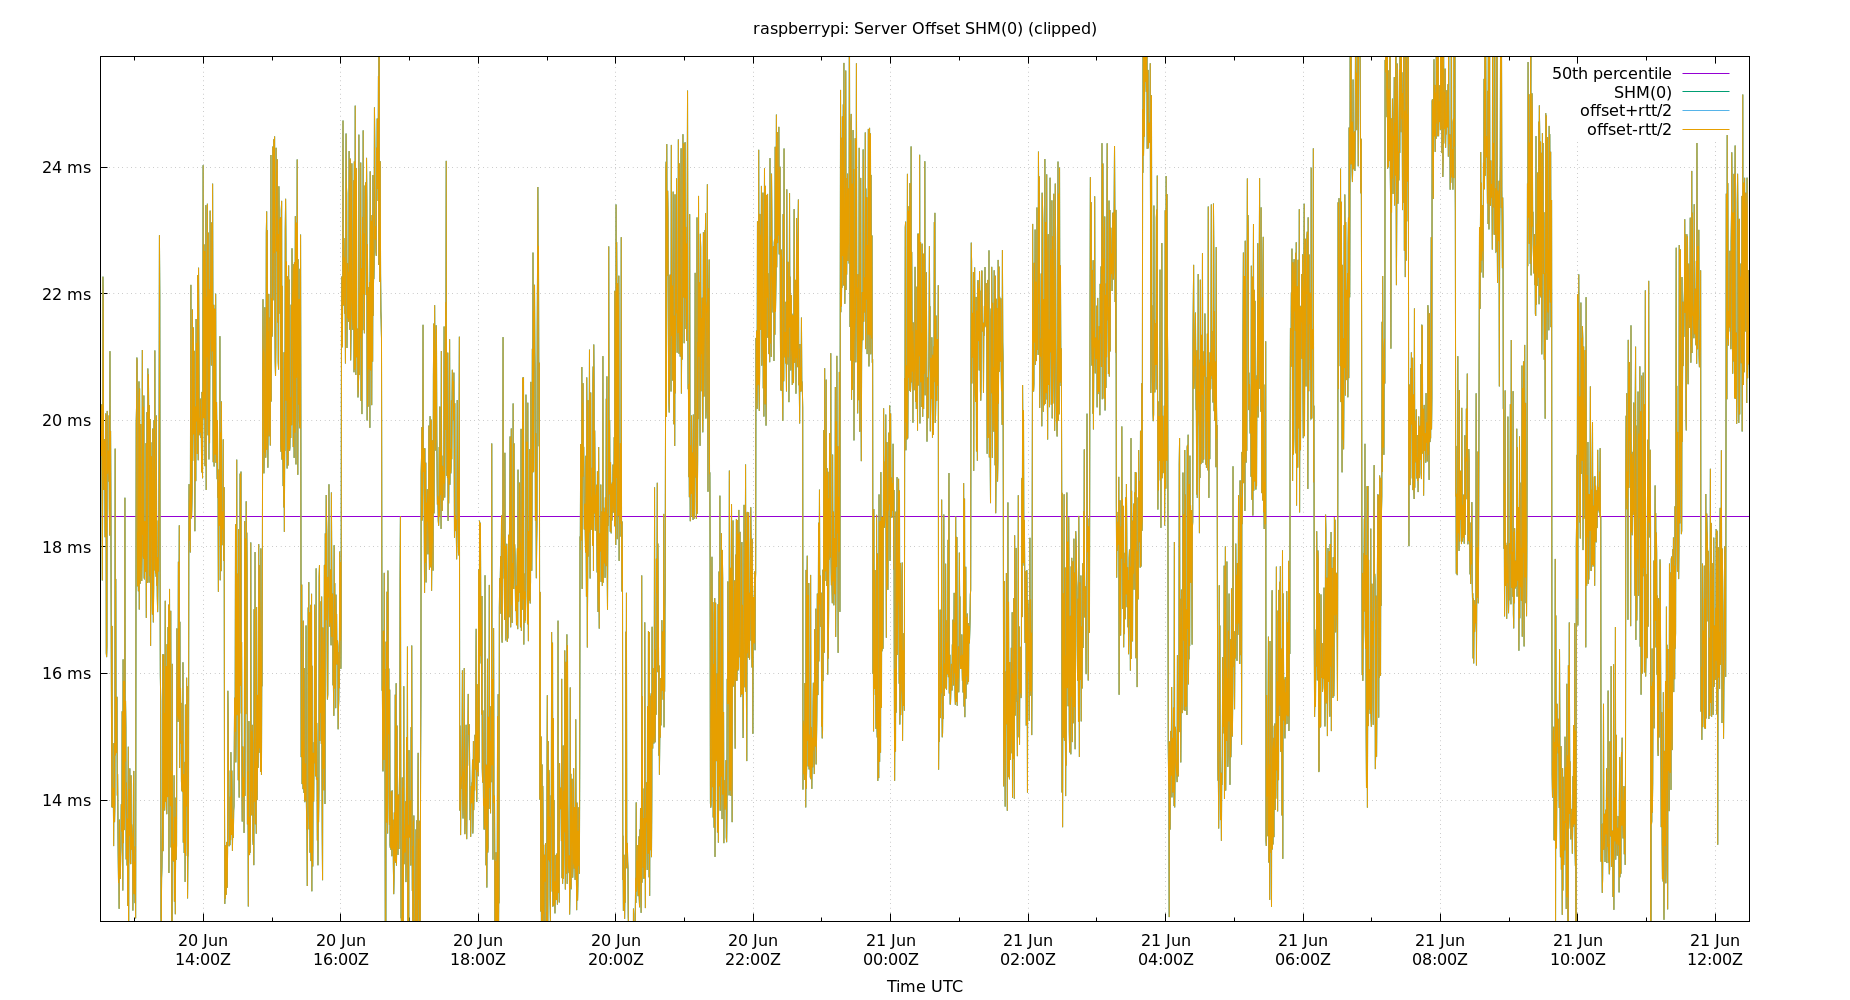 raspberrypi: Server Offset SHM(0) (clipped)
50th percentile
SHM(0)
offset+rtt/2
offset-rtt/2
24 ms
22 ms
20 ms
18 ms
16 ms
14 ms
20 Jun 20 Jun 20 Jun 20 Jun 20 Jun 21 Jun 21 Jun 21 Jun 21 Jun 21 Jun 21 Jun 21 Jun
14:00Z 16:00Z 18:00Z 20:00Z 22:00Z 00:00Z 02:00Z 04:00Z 06:00Z 08:00Z 10:00Z 12:00Z
Time UTC